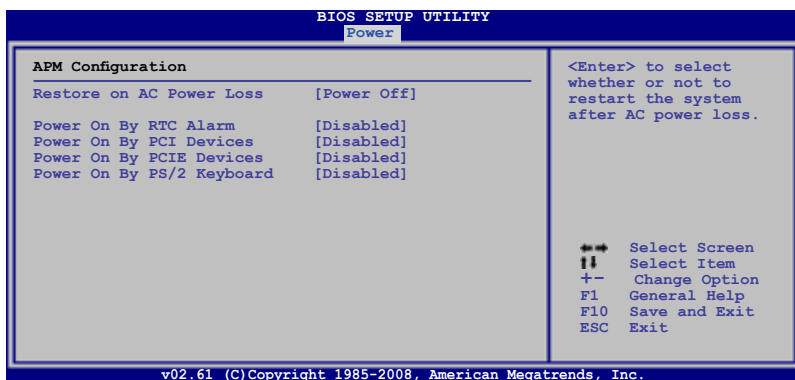 BIOS SETUP UTILITY
Power
APM Configuration
Restore on AC Power Loss [Power Off]
Power On By RTC Alarm [Disabled]
Power On By PCI Devices [Disabled]
Power On By PCIE Devices [Disabled]
Power On By PS/2 Keyboard [Disabled]
<Enter> to select
whether or not to
restart the system
after AC power loss.
←→ Select Screen
↑↓ Select Item
+- Change Option
F1 General Help
F10 Save and Exit
ESC Exit
v02.61 (C)Copyright 1985-2008, American Megatrends, Inc.